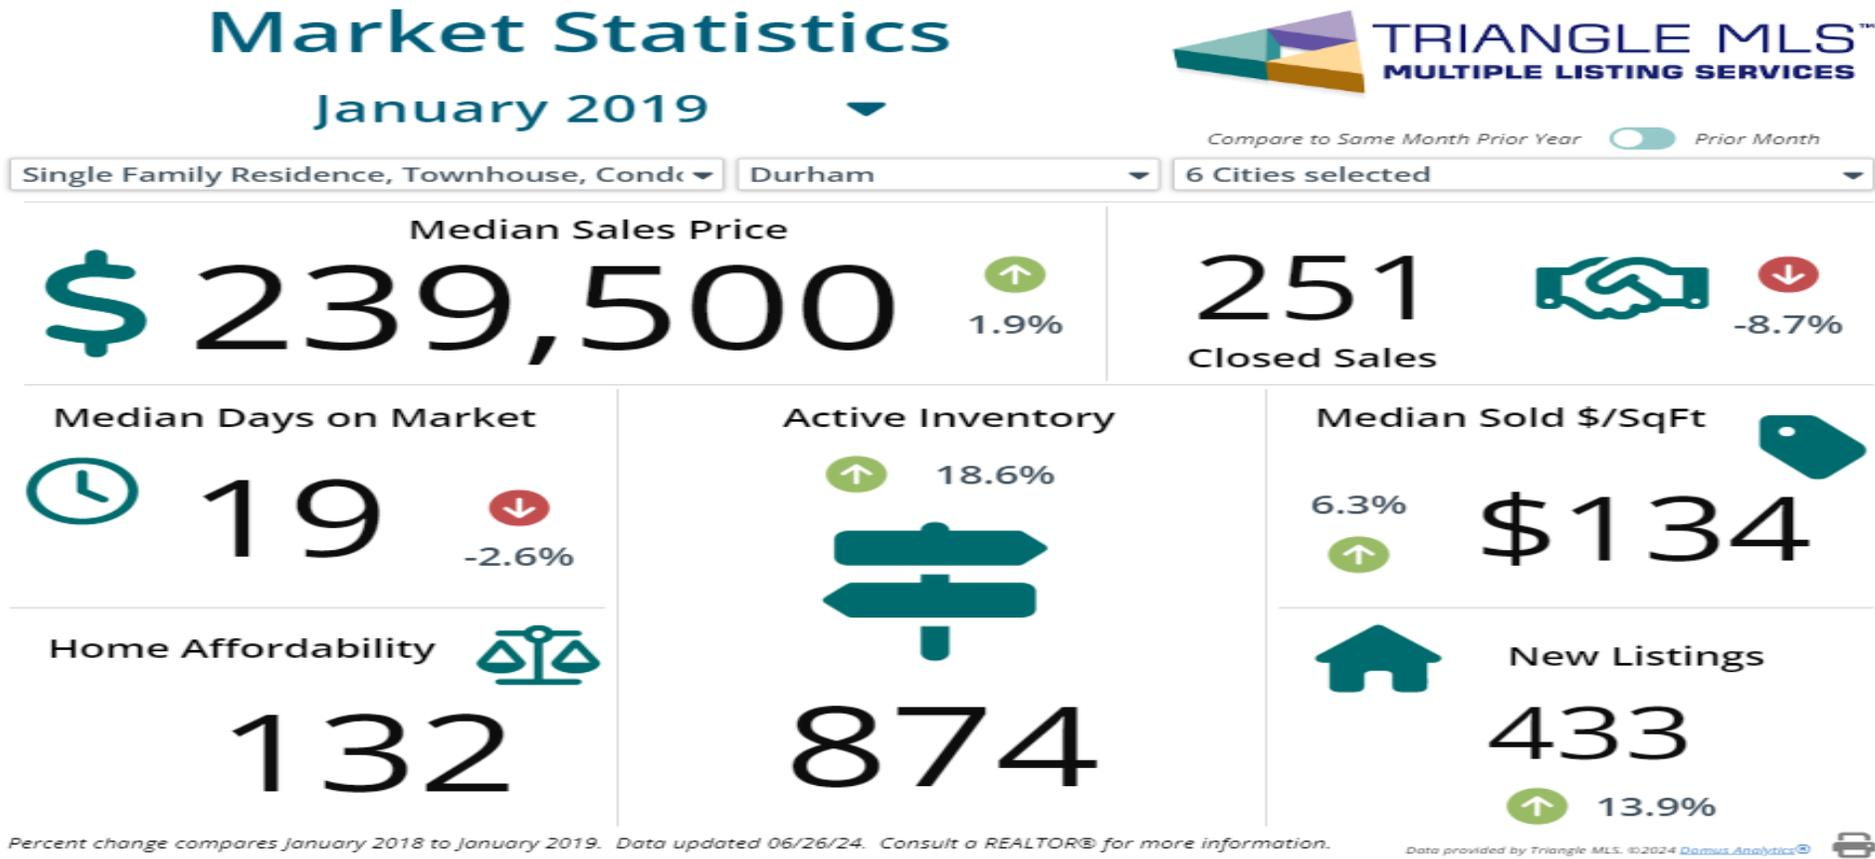 Market Statistics
TRIANGLE MLS™
MULTIPLE LISTING SERVICES
January 2019
Compare to Same Month Prior Year Prior Month
Single Family Residence, Townhouse, Cond
Durham
6 Cities selected
Median Sales Price
$ 239,500
1.9%
251
Closed Sales
-8.7%
Median Days on Market
19
-2.6%
Active Inventory
18.6%
874
Median Sold $/SqFt
6.3%
$134
Home Affordability
132
New Listings
433
13.9%
Percent change compares January 2018 to January 2019. Data updated 06/26/24. Consult a REALTOR® for more information.
Data provided by Triangle MLS. ©2024 Domus Analytics®